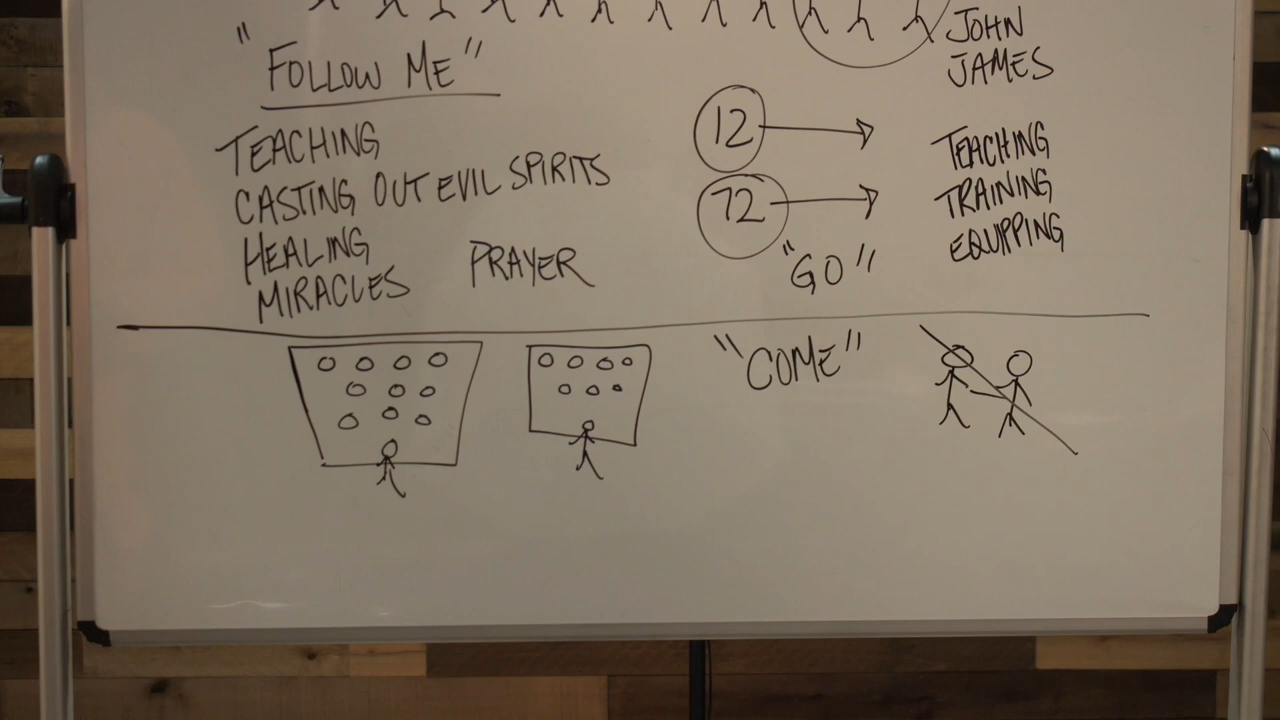 JOHN
JAMES
"FOLLOW ME"
TEACHING
CASTING OUT EVIL SPIRITS
HEALING
MIRACLES
PRAYER
12
72
"GO"
TEACHING
TRAINING
EQUIPPING
"COME"